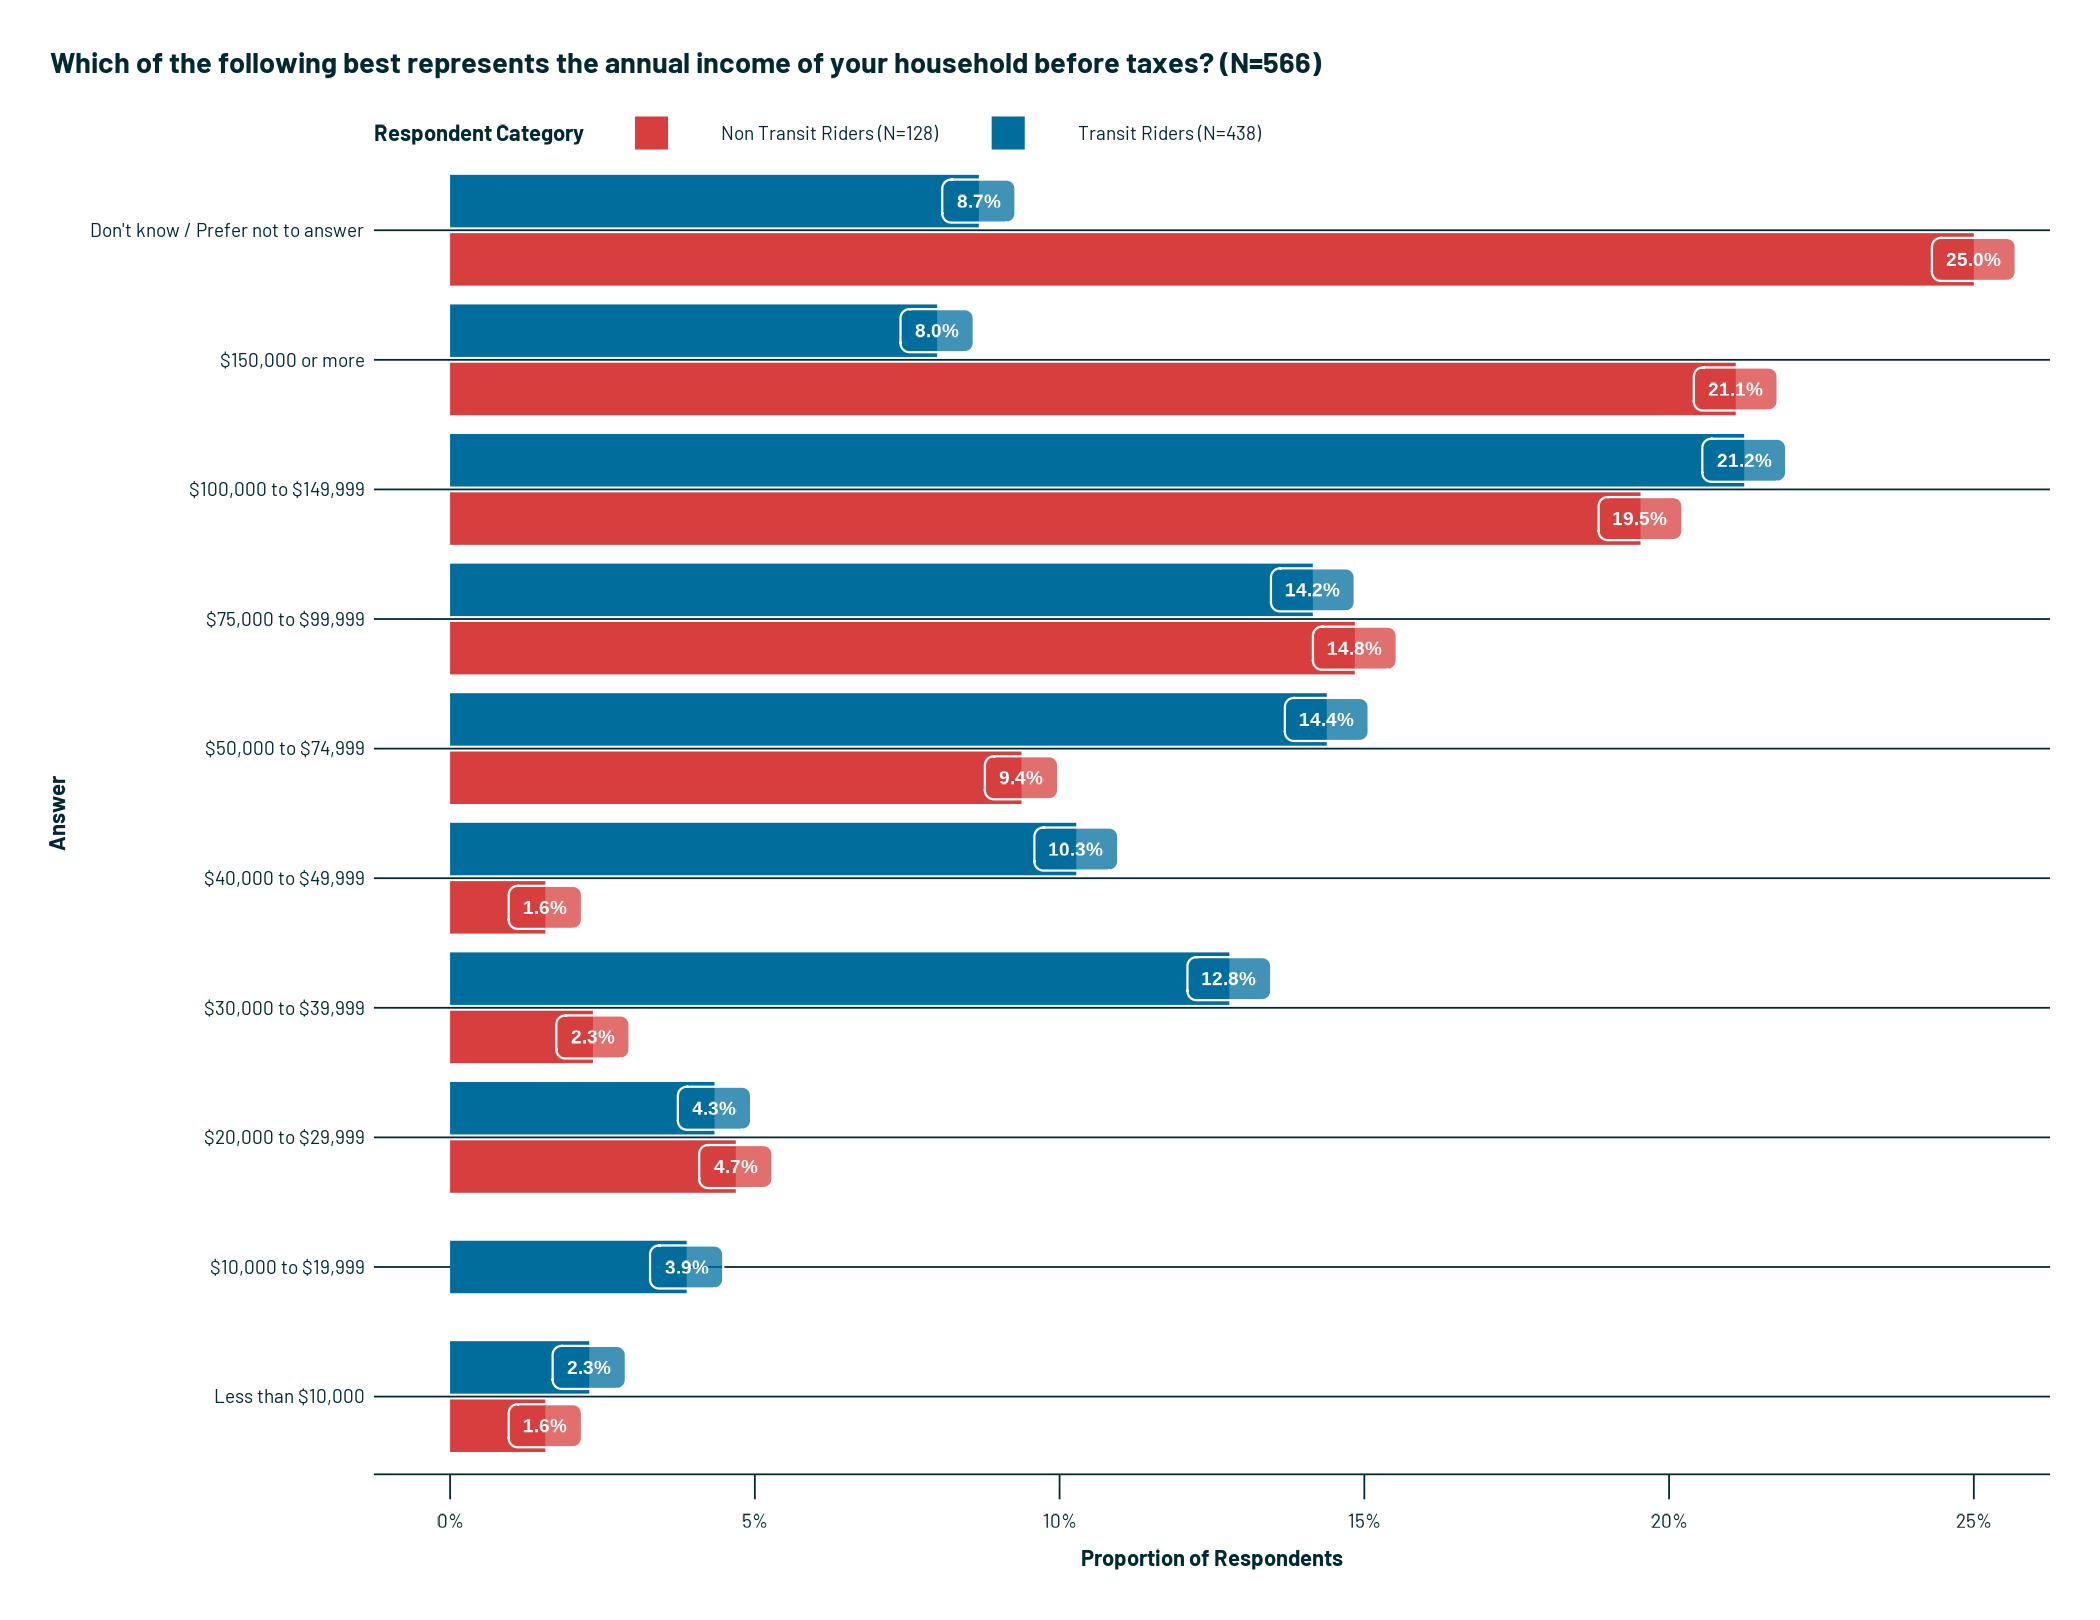 Which of the following best represents the annual income of your household before taxes? (N=566)
Respondent Category Non Transit Riders (N=128) Transit Riders (N=438)
8.7%
Don't know / Prefer not to answer
25.0%
8.0%
$150,000 or more
21.1%
21.2%
$100,000 to $149,999
19.5%
14.2%
$75,000 to $99,999
14.8%
14.4%
$50,000 to $74,999
9.4%
Answer
10.3%
$40,000 to $49,999
1.6%
12.8%
$30,000 to $39,999
2.3%
4.3%
$20,000 to $29,999
4.7%
$10,000 to $19,999 3.9%
2.3%
Less than $10,000
1.6%
0% 5% 10% 15% 20% 25%
Proportion of Respondents